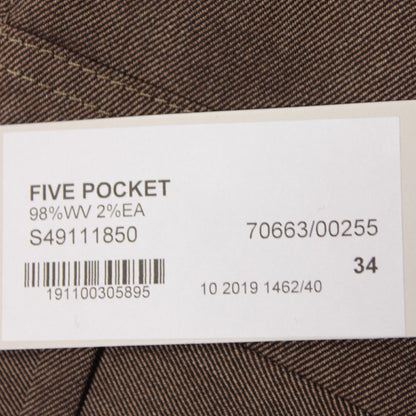 FIVE POCKET
98%WV 2%EA
S49111850
70663/00255
34
191100305895
10 2019 1462/40